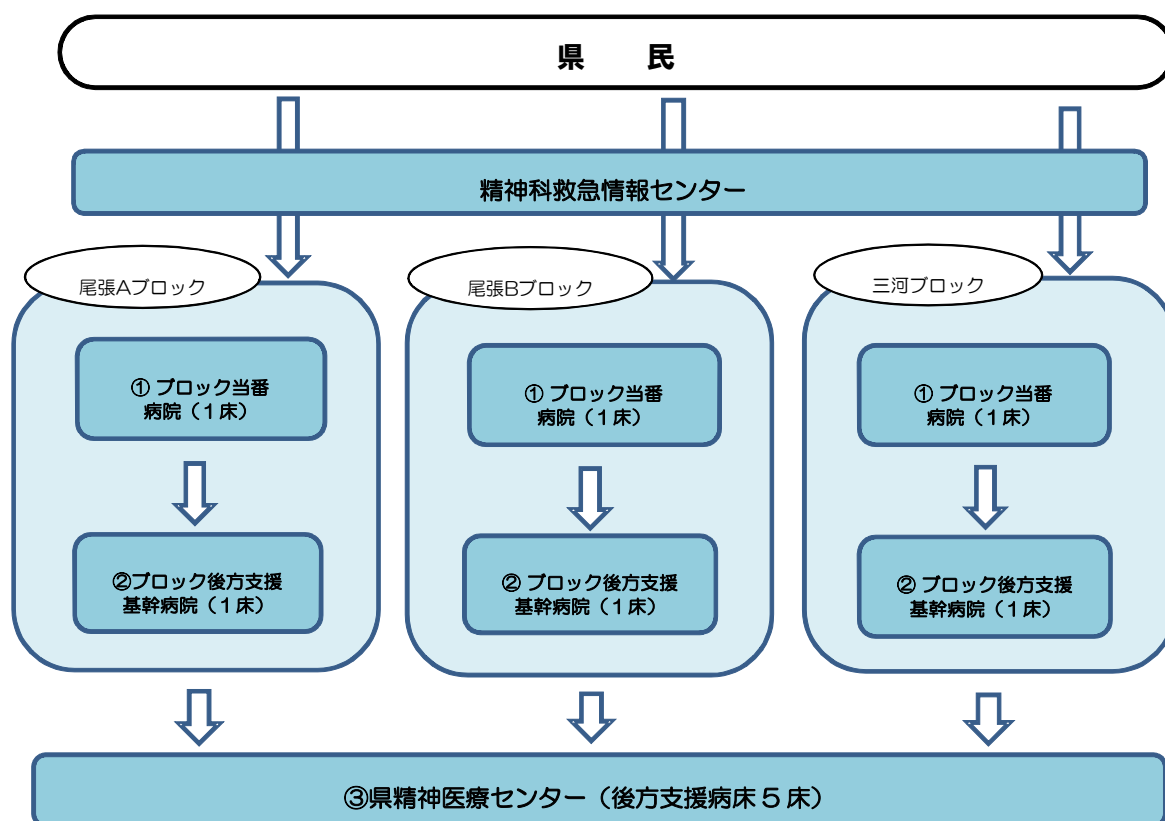 県　　民
精神科救急情報センター
尾張Aブロック
① ブロック当番
病院（１床）
②ブロック後方支援
基幹病院（１床）
尾張Bブロック
① ブロック当番
病院（１床）
② ブロック後方支援
基幹病院（１床）
三河ブロック
① ブロック当番
病院（１床）
② ブロック後方支援
基幹病院（１床）
③県精神医療センター（後方支援病床５床）